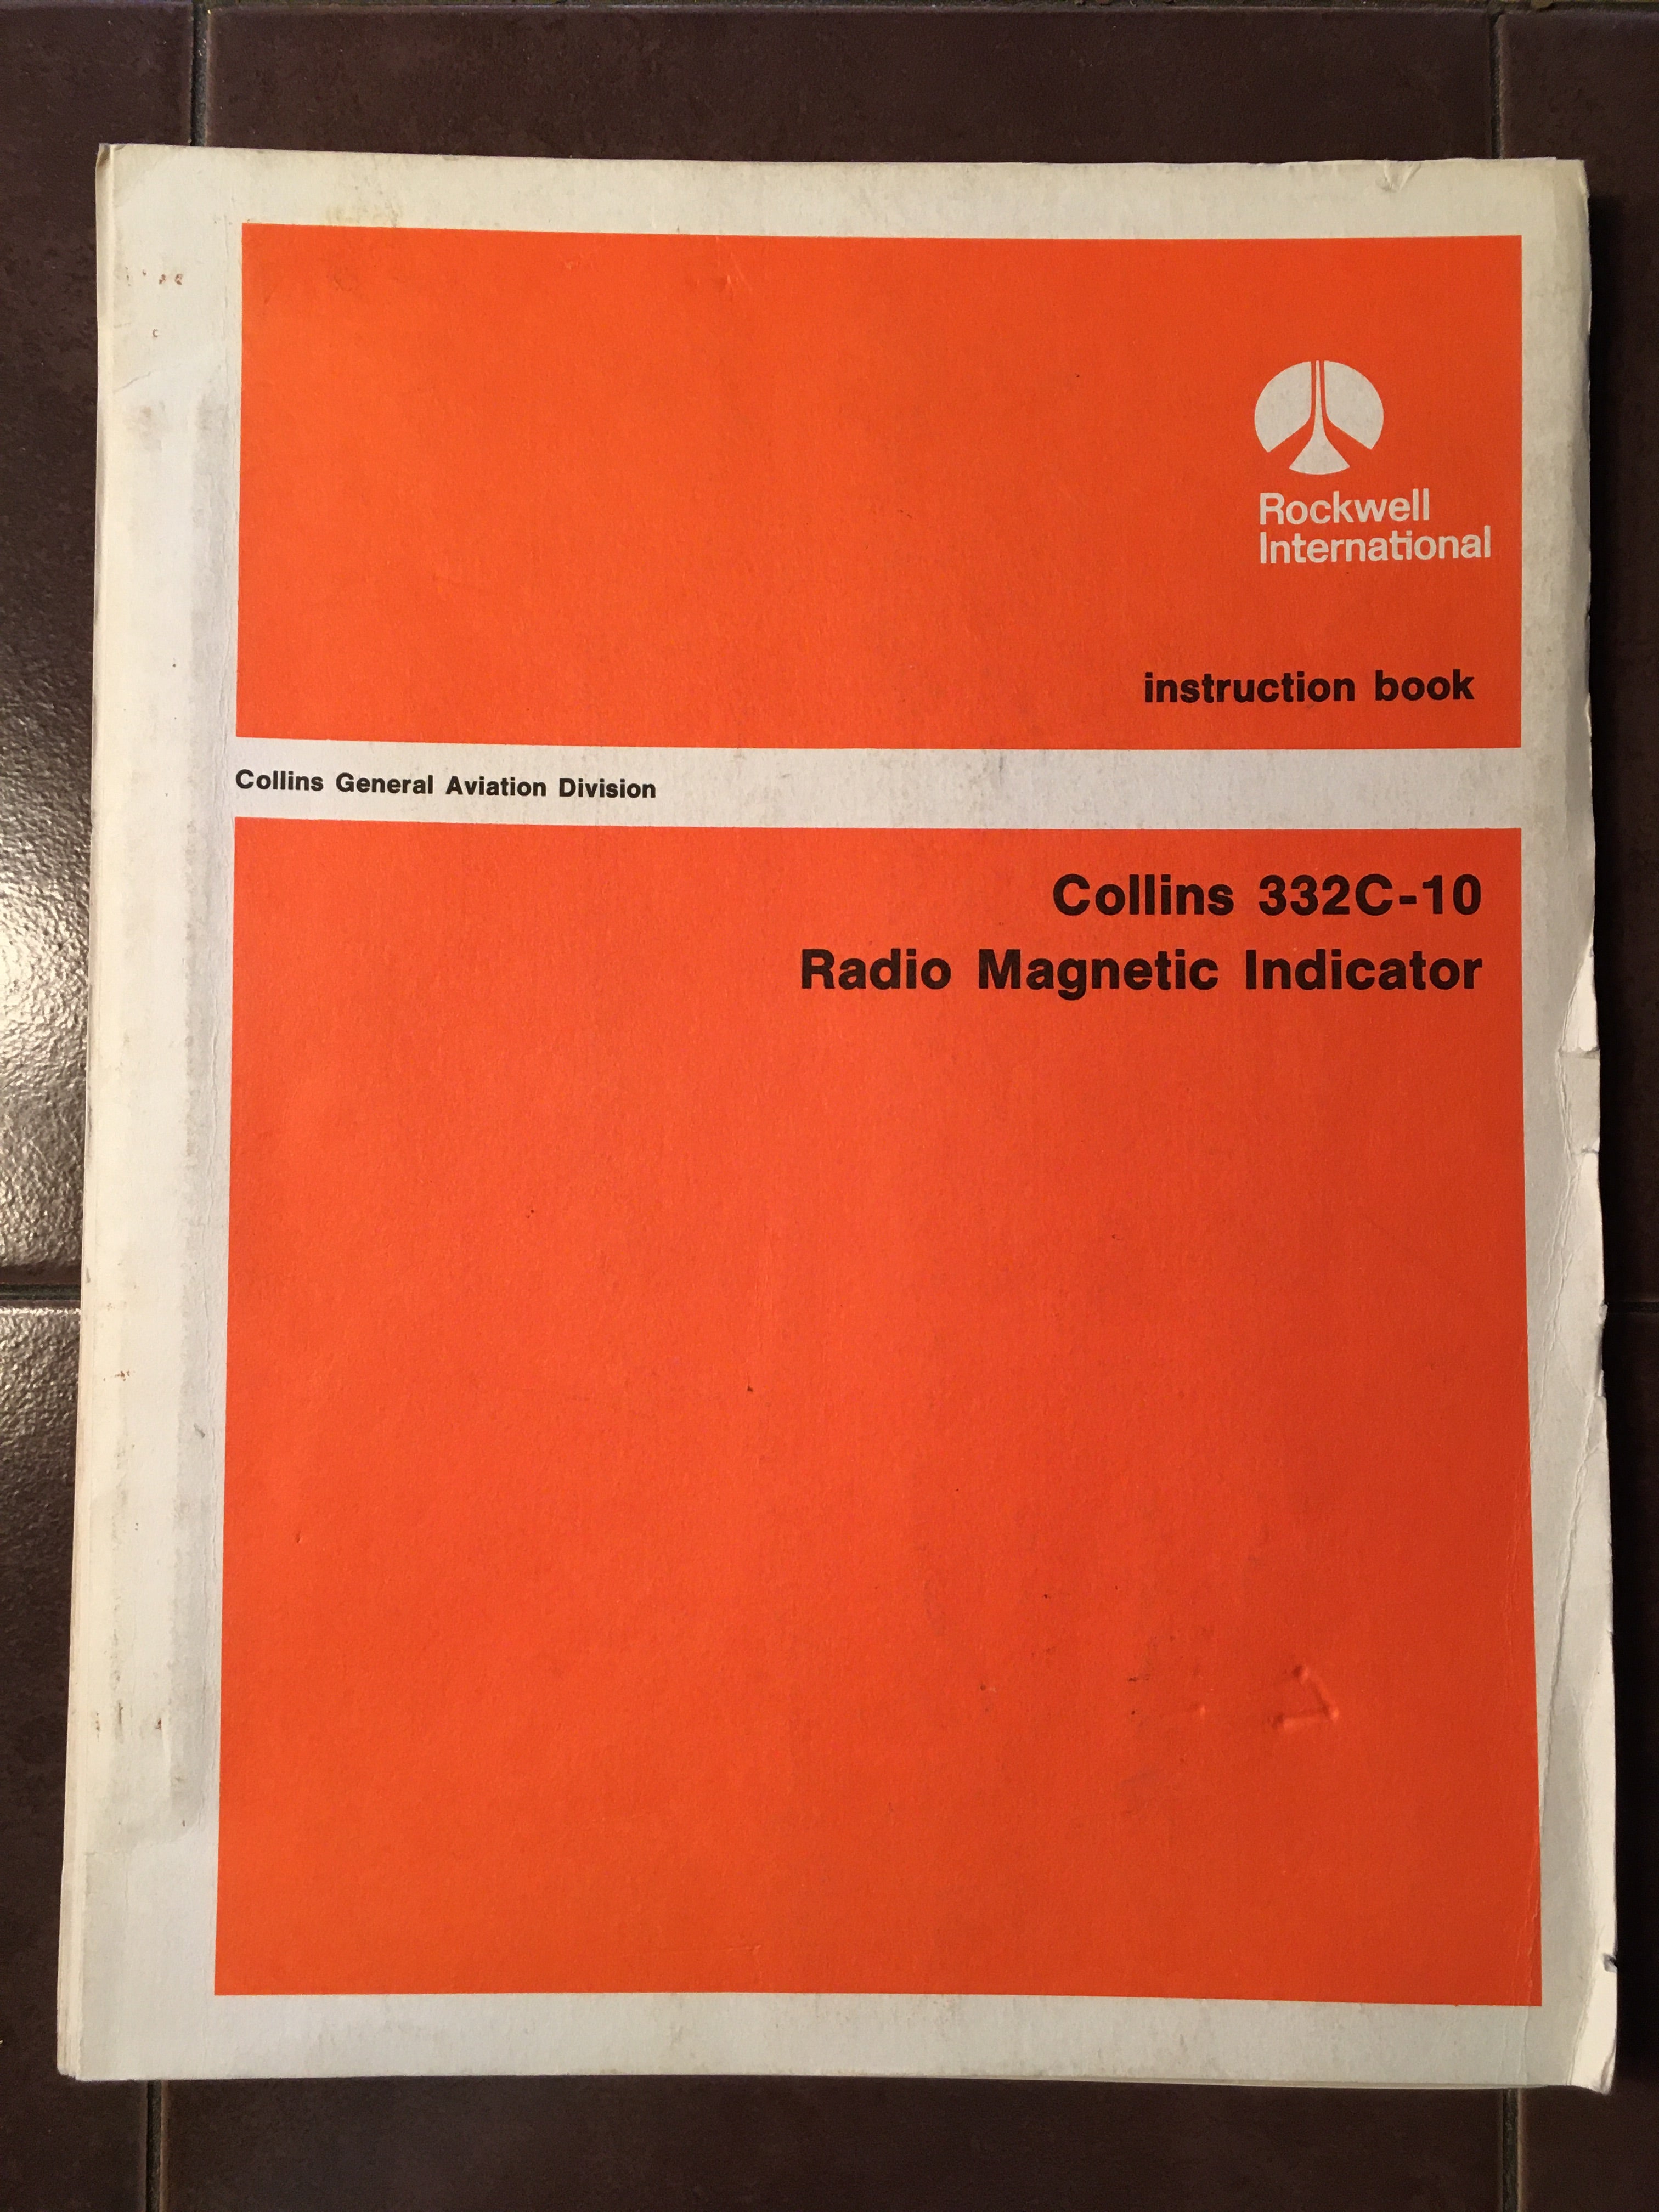 Rockwell
International
instruction book
Collins General Aviation Division
Collins 332C-10
Radio Magnetic Indicator